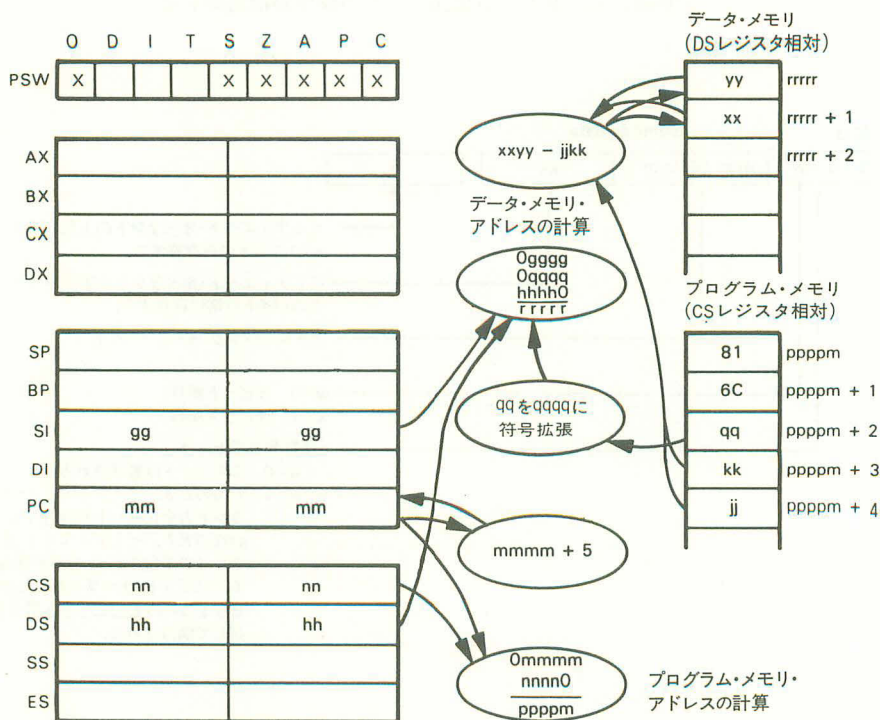 O D I T S Z A P C
PSW X X X X X X
AX
BX
CX
DX
SP
BP
SI gg gg
DI
PC mm mm
CS nn nn
DS hh hh
SS
ES
xxyy − jjkk
データ・メモリ・
アドレスの計算
0gggg
0qqqq
hhhh0
rrrrr
qqをqqqqに
符号拡張
mmmm + 5
0mmmm
nnnn0
ppppm
プログラム・メモリ・
アドレスの計算
データ・メモリ
(DSレジスタ相対)
yy rrrrr
xx rrrrr + 1
rrrrr + 2
プログラム・メモリ
(CSレジスタ相対)
81 ppppm
6C ppppm + 1
qq ppppm + 2
kk ppppm + 3
jj ppppm + 4